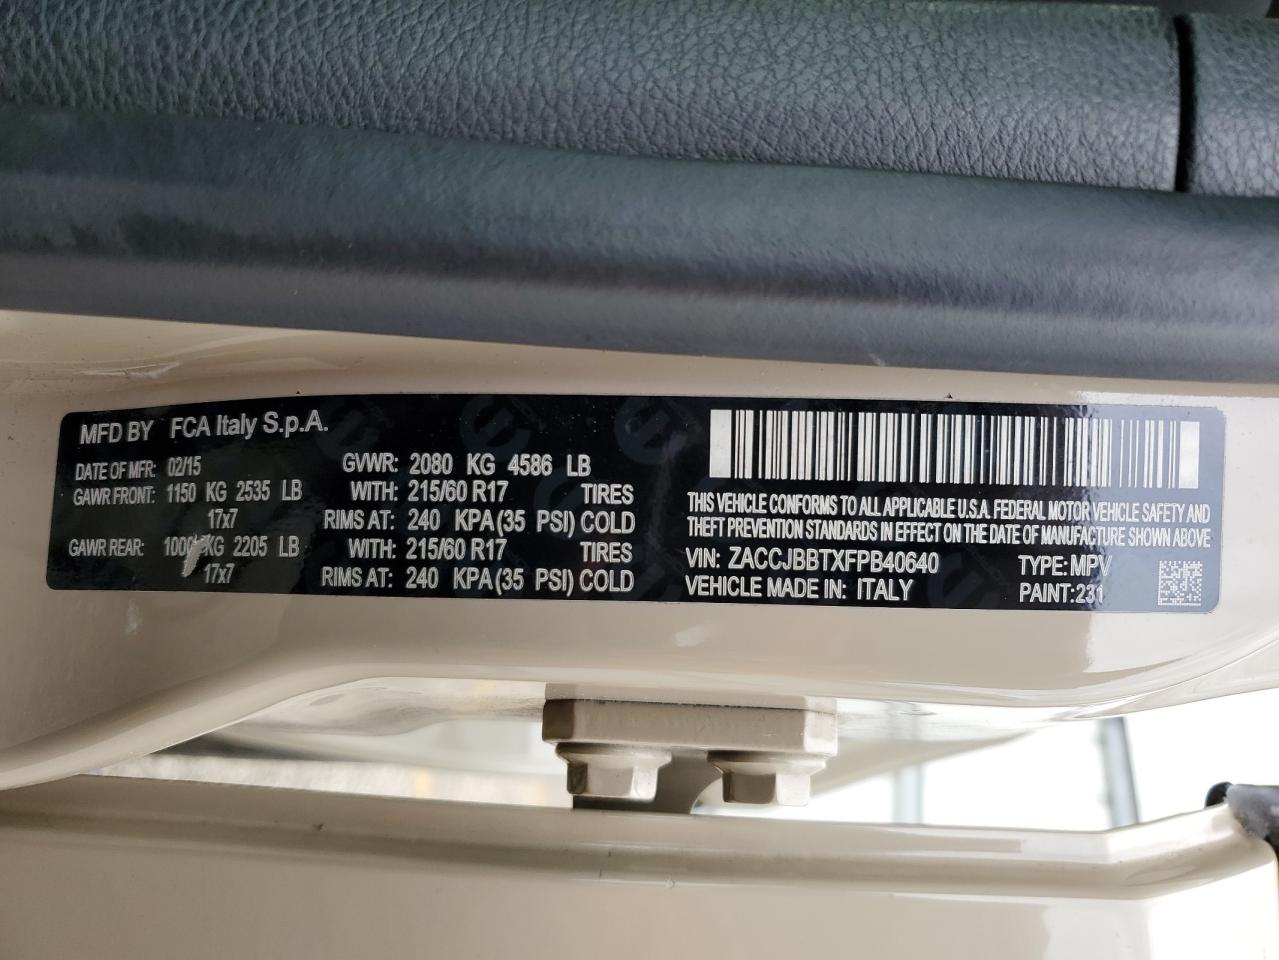 MFD BY FCA Italy S.p.A.
DATE OF MFR: 02/15 GVWR: 2080 KG 4586 LB
GAWR FRONT: 1150 KG 2535 LB WITH: 215/60 R17 TIRES
17x7 RIMS AT: 240 KPA (35 PSI) COLD
GAWR REAR: 1000 KG 2205 LB WITH: 215/60 R17 TIRES
17x7 RIMS AT: 240 KPA (35 PSI) COLD
THIS VEHICLE CONFORMS TO ALL APPLICABLE U.S.A. FEDERAL MOTOR VEHICLE SAFETY AND
THEFT PREVENTION STANDARDS IN EFFECT ON THE DATE OF MANUFACTURE SHOWN ABOVE
VIN: ZACCJBBTXFPB40640 TYPE: MPV
VEHICLE MADE IN: ITALY PAINT:231